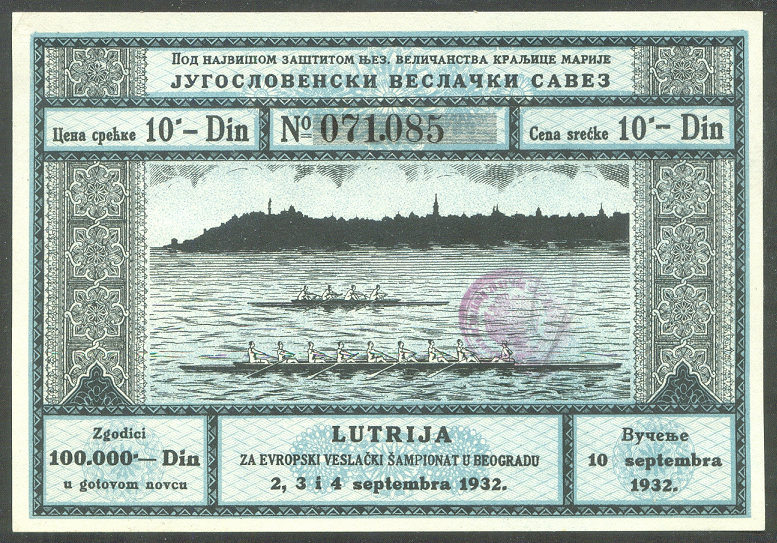 Под највишом заштитом њез. величанства краљице марије
ЈУГОСЛОВЕНСКИ ВЕСЛАЧКИ САВЕЗ
Цена срећке 10·– Din
№ 071.085
Cena srećke 10·– Din
Zgodici
100.000·— Din
u gotovom novcu
LUTRIJA
ZA EVROPSKI VESLAČKI ŠAMPIONAT U BEOGRADU
2, 3 i 4 septembra 1932.
Вучење
10 septembra
1932.